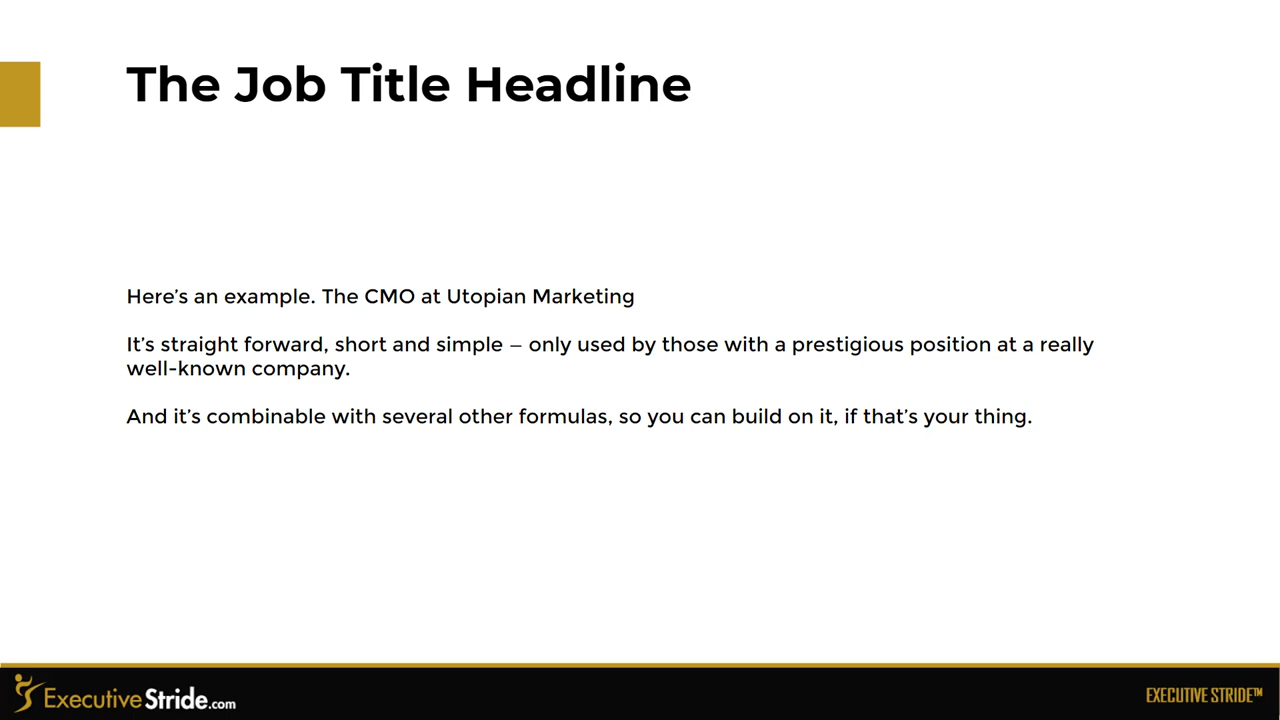 The Job Title Headline
Here’s an example. The CMO at Utopian Marketing
It’s straight forward, short and simple – only used by those with a prestigious position at a really
well-known company.
And it’s combinable with several other formulas, so you can build on it, if that’s your thing.
ExecutiveStride.com
EXECUTIVE STRIDE™